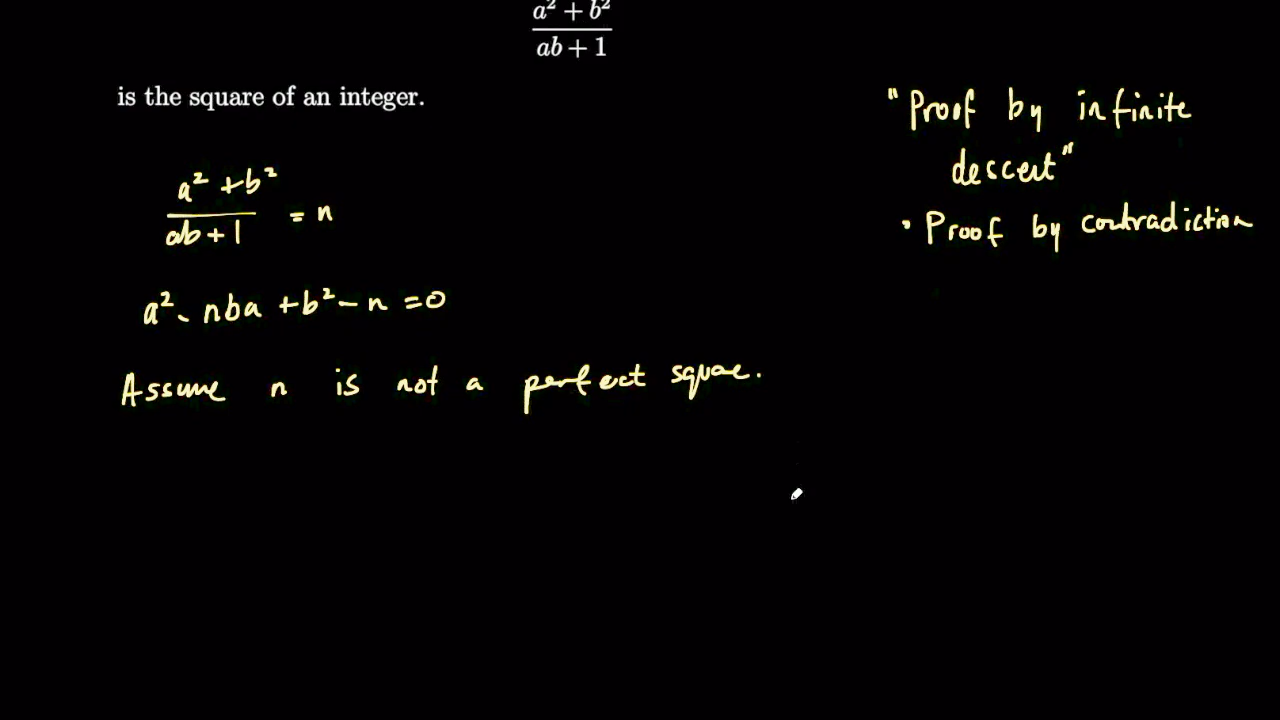 a² + b²
ab + 1
is the square of an integer.
"Proof by infinite
descent"
• Proof by contradiction
a² + b²
ab + 1
= n
a² - nba + b² - n = 0
Assume n is not a perfect square.